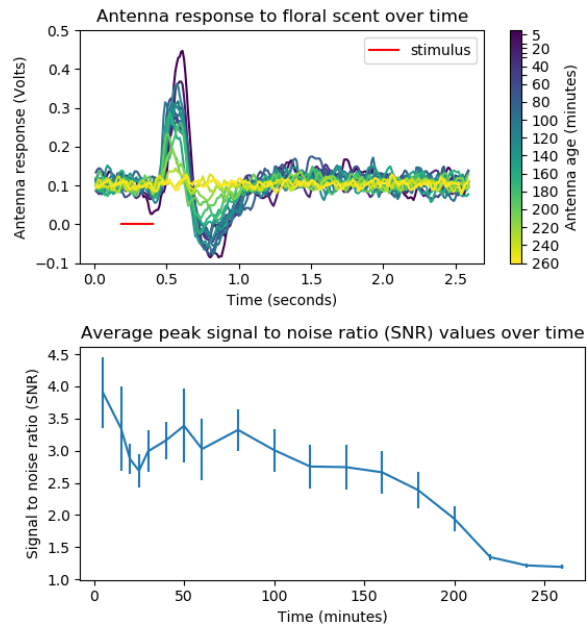 Antenna response to floral scent over time
0.5
0.4
0.3
0.2
0.1
0.0
−0.1
Antenna response (Volts)
stimulus
0.0 0.5 1.0 1.5 2.0 2.5
Time (seconds)
5
20
40
60
80
100
120
140
160
180
200
220
240
260
Antenna age (minutes)
Average peak signal to noise ratio (SNR) values over time
4.5
4.0
3.5
3.0
2.5
2.0
1.5
1.0
Signal to noise ratio (SNR)
0 50 100 150 200 250
Time (minutes)